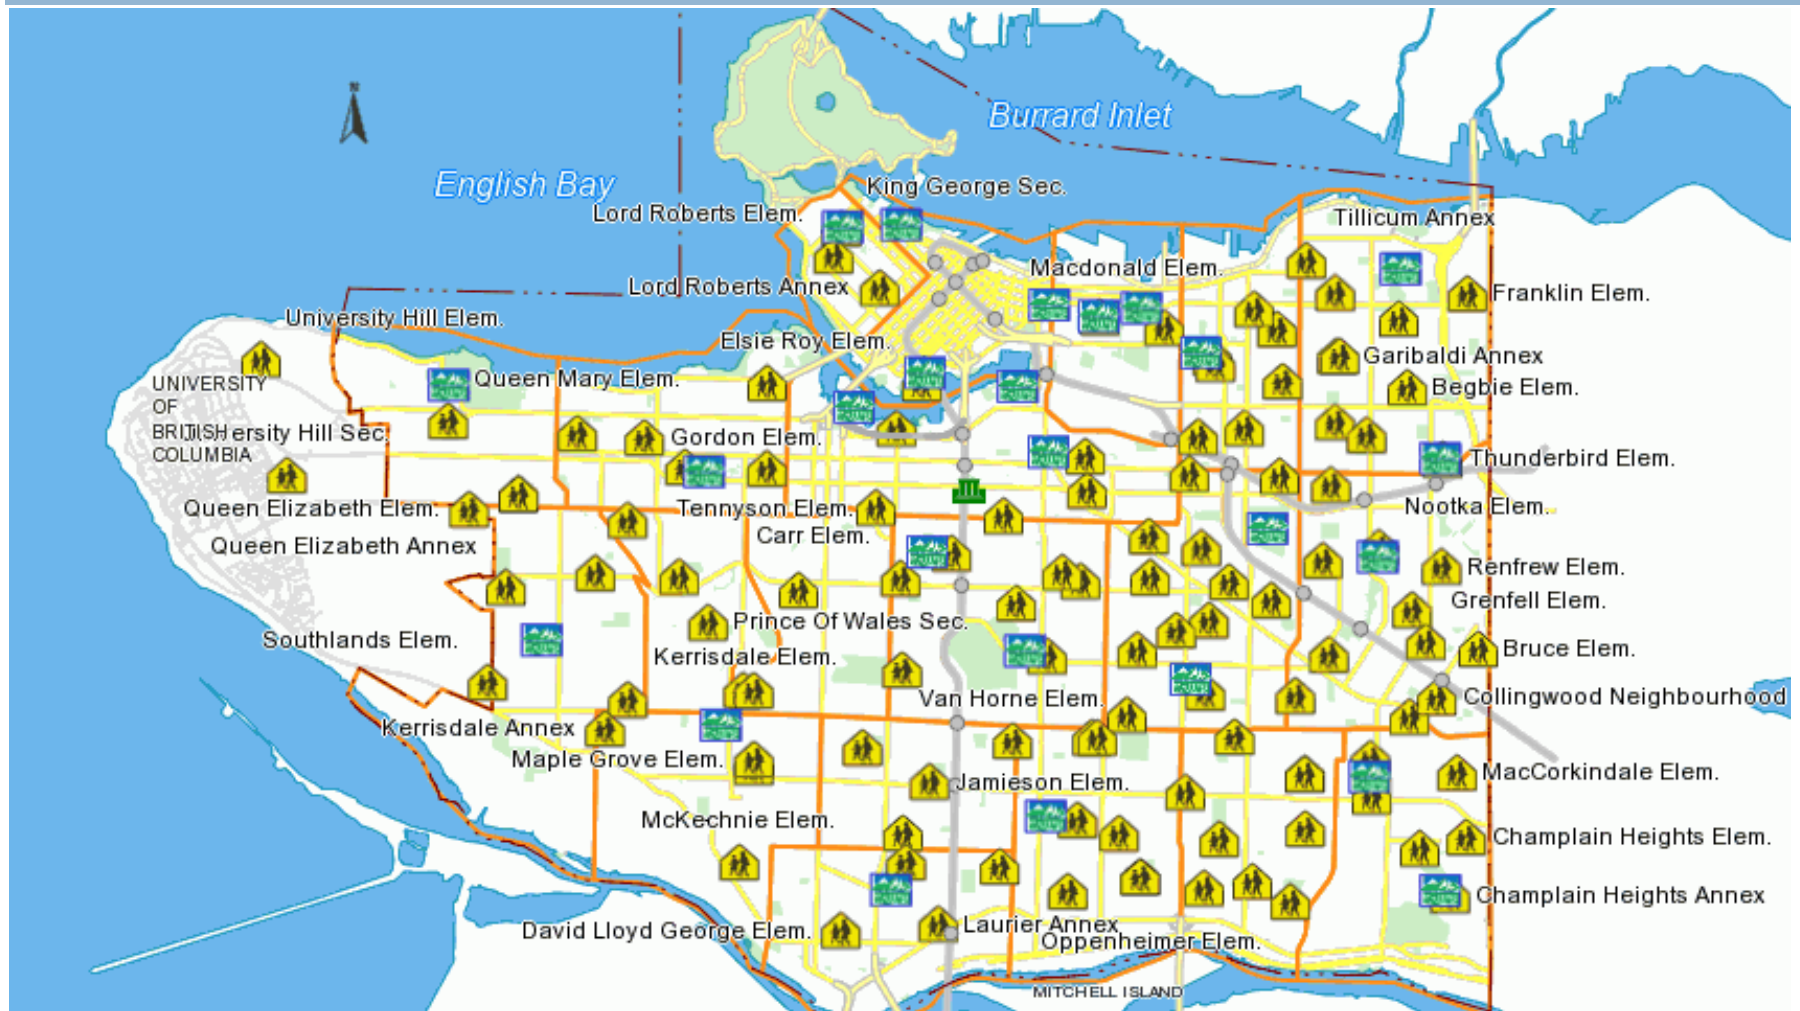 N
Burrard Inlet
English Bay
King George Sec.
Lord Roberts Elem.
Tillicum Annex
Macdonald Elem.
Lord Roberts Annex
Franklin Elem.
University Hill Elem.
Elsie Roy Elem.
Garibaldi Annex
Queen Mary Elem.
Begbie Elem.
UNIVERSITY
OF
BRITISH
COLUMBIA
University Hill Sec.
Gordon Elem.
Thunderbird Elem.
Queen Elizabeth Elem.
Tennyson Elem.
Nootka Elem.
Carr Elem.
Queen Elizabeth Annex
Renfrew Elem.
Grenfell Elem.
Prince Of Wales Sec.
Southlands Elem.
Bruce Elem.
Kerrisdale Elem.
Van Horne Elem.
Collingwood Neighbourhood
Kerrisdale Annex
Maple Grove Elem.
MacCorkindale Elem.
Jamieson Elem.
McKechnie Elem.
Champlain Heights Elem.
Champlain Heights Annex
David Lloyd George Elem.
Laurier Annex
Oppenheimer Elem.
MITCHELL ISLAND